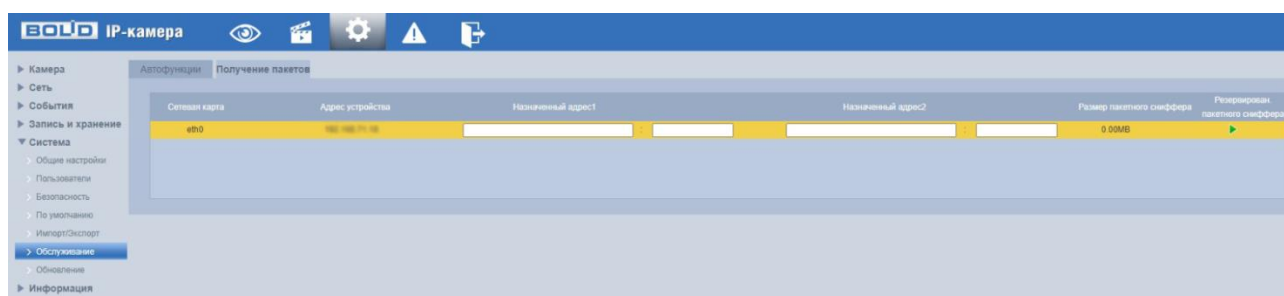 BOLID IP-камера
Камера
Сеть
События
Запись и хранение
Система
Общие настройки
Пользователи
Безопасность
По умолчанию
Импорт/Экспорт
Обслуживание
Обновление
Информация
Автофункции Получение пакетов
Сетевая карта Адрес устройства Назначенный адрес1 Назначенный адрес2 Размер пакетного сниффера Резервирован. пакетного сниффера
eth0 : : 0.00MB